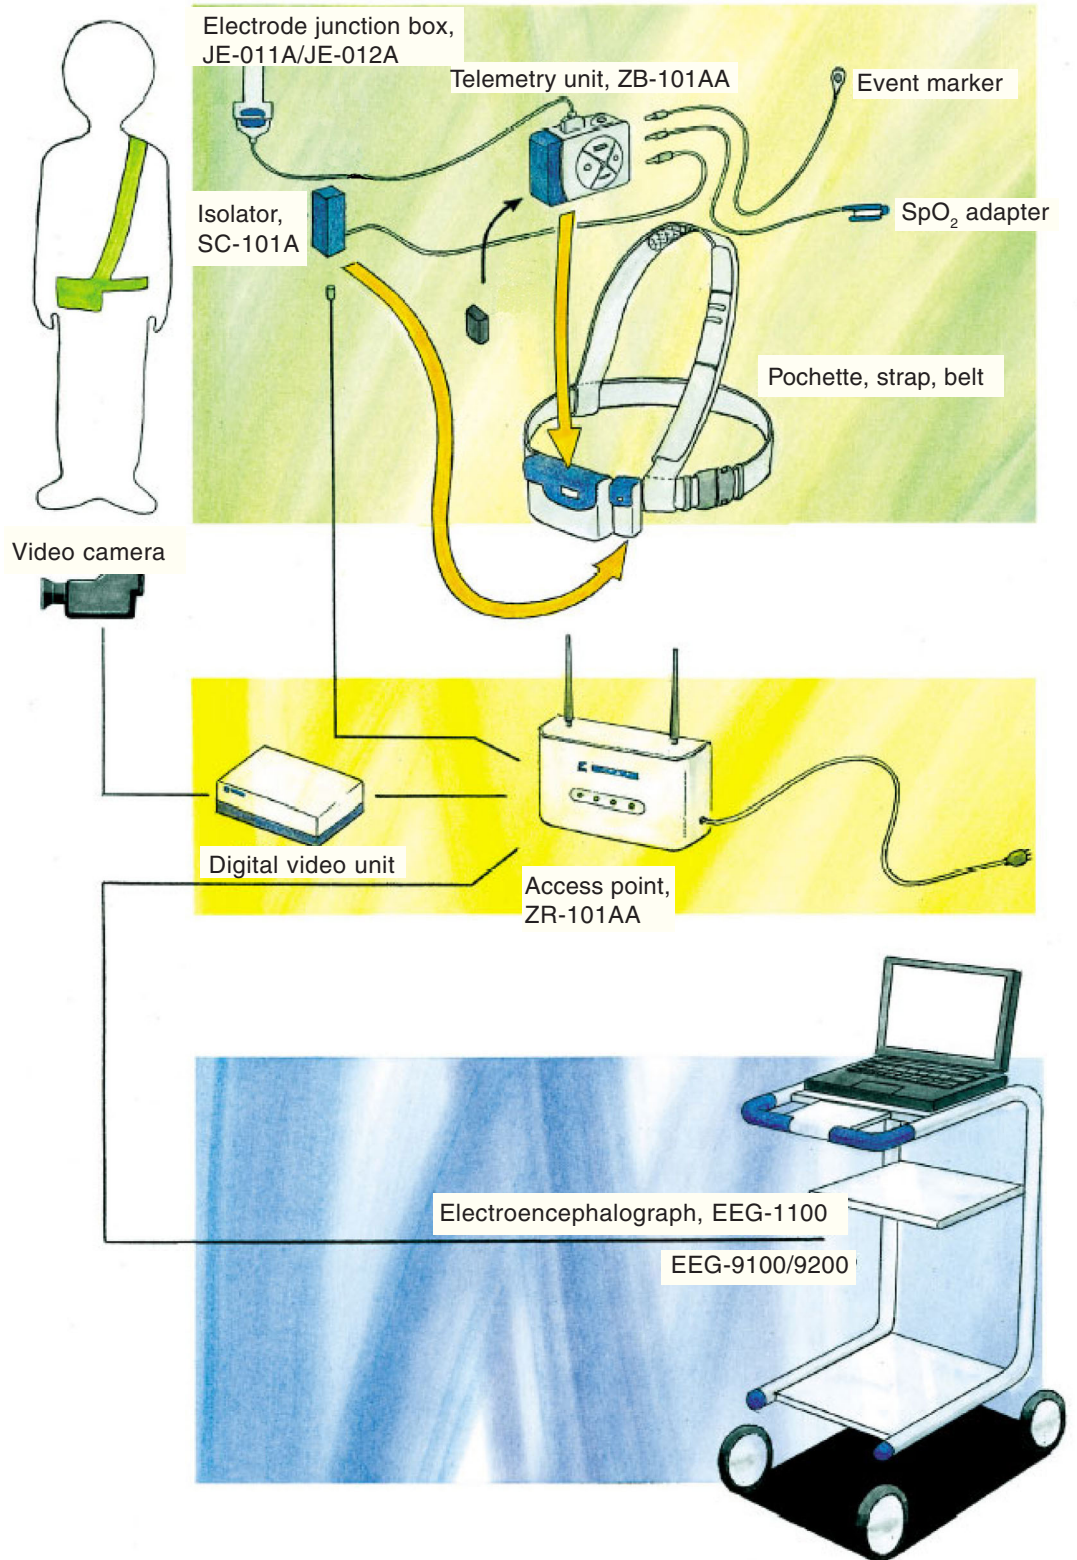 Electrode junction box,
JE-011A/JE-012A
Telemetry unit, ZB-101AA
Event marker
Isolator,
SC-101A
SpO₂ adapter
Pochette, strap, belt
Video camera
Digital video unit
Access point,
ZR-101AA
Electroencephalograph, EEG-1100
EEG-9100/9200